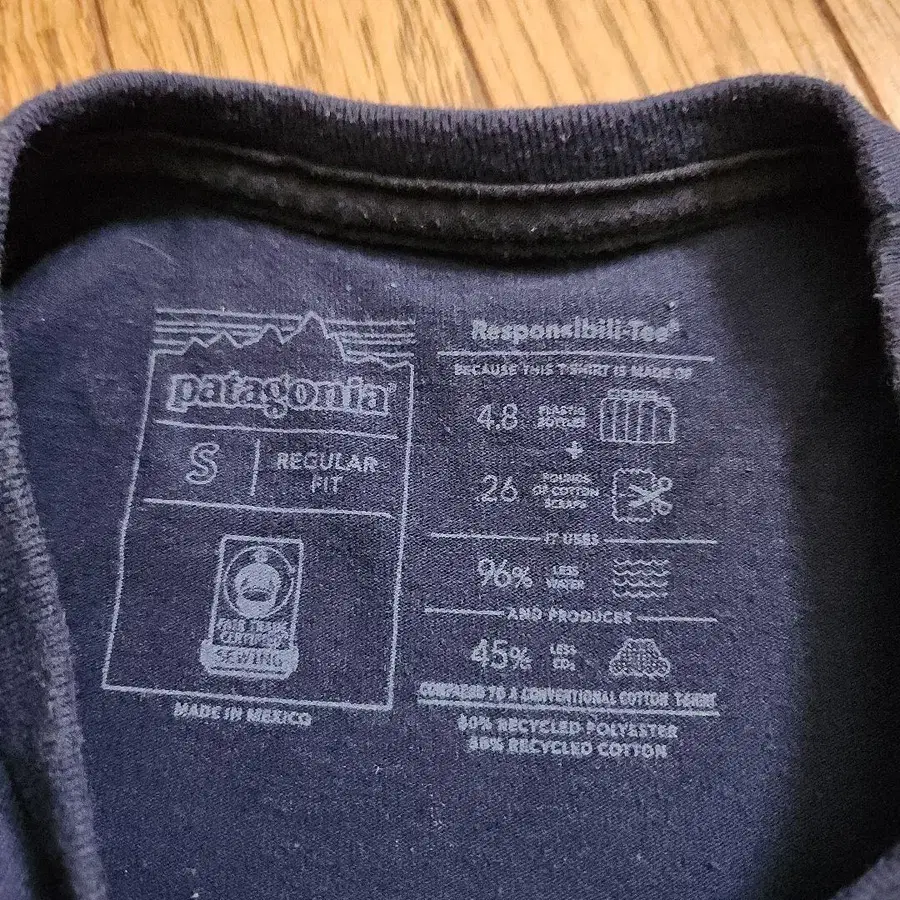 patagonia®
S
REGULAR
FIT
FAIR TRADE
CERTIFIED
SEWING
MADE IN MEXICO
Responsibili-Tee®
BECAUSE THIS T-SHIRT IS MADE OF
4.8 PLASTIC
BOTTLES
+
.26 POUNDS
OF COTTON
SCRAPS
IT USES
96% LESS
WATER
AND PRODUCES
45% LESS
CO₂
COMPARED TO A CONVENTIONAL COTTON T-SHIRT
RECYCLED POLYESTER
RECYCLED COTTON